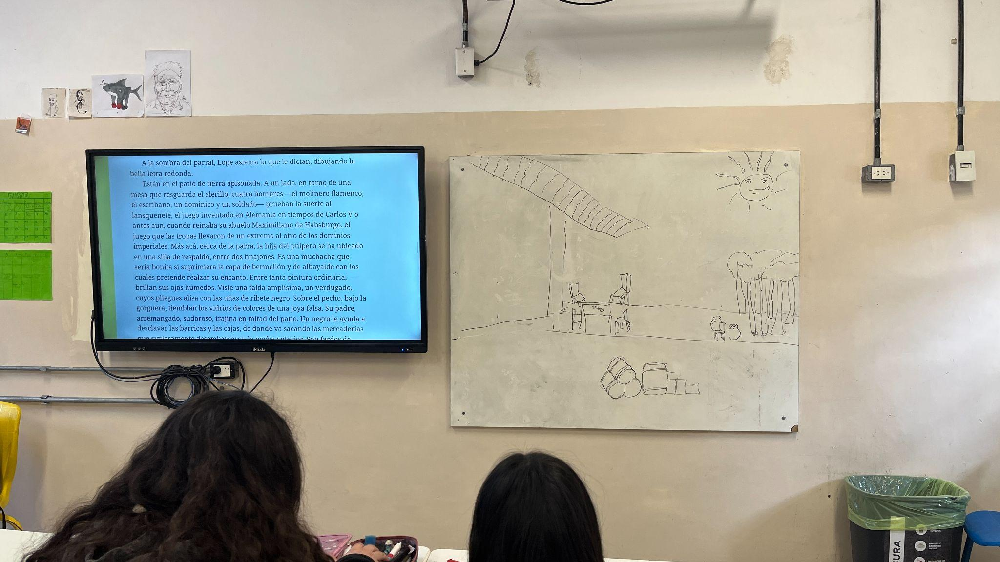 A la sombra del parral, Lope asienta lo que le dictan, dibujando la
bella letra redonda.
Están en el patio de tierra apisonada. A un lado, en torno de una
mesa que resguarda el alerillo, cuatro hombres —el molinero flamenco,
el escribano, un dominico y un soldado— prueban la suerte al
lansquenete, el juego inventado en Alemania en tiempos de Carlos V o
antes aun, cuando reinaba su abuelo Maximiliano de Habsburgo, el
juego que las tropas llevaron de un extremo al otro de los dominios
imperiales. Más acá, cerca de la parra, la hija del pulpero se ha ubicado
en una silla de respaldo, entre dos tinajones. Es una muchacha que
sería bonita si suprimiera la capa de bermellón y de albayalde con los
cuales pretende realzar su encanto. Entre tanta pintura ordinaria,
brillan sus ojos húmedos. Viste una falda amplísima, un verdugado,
cuyos pliegues alisa con las uñas de ribete negro. Sobre el pecho, bajo la
gorguera, tiemblan los vidrios de colores de una joya falsa. Su padre,
arremangado, sudoroso, trajina en mitad del patio. Un negro le ayuda a
desclavar las barricas y las cajas, de donde va sacando las mercaderías
que sigilosamente desembarcaron la noche anterior. Son fardos de
iProda
MAYO
HÚMEDOS
PAPELES Y
CARTONES
SUCIOS
SURA